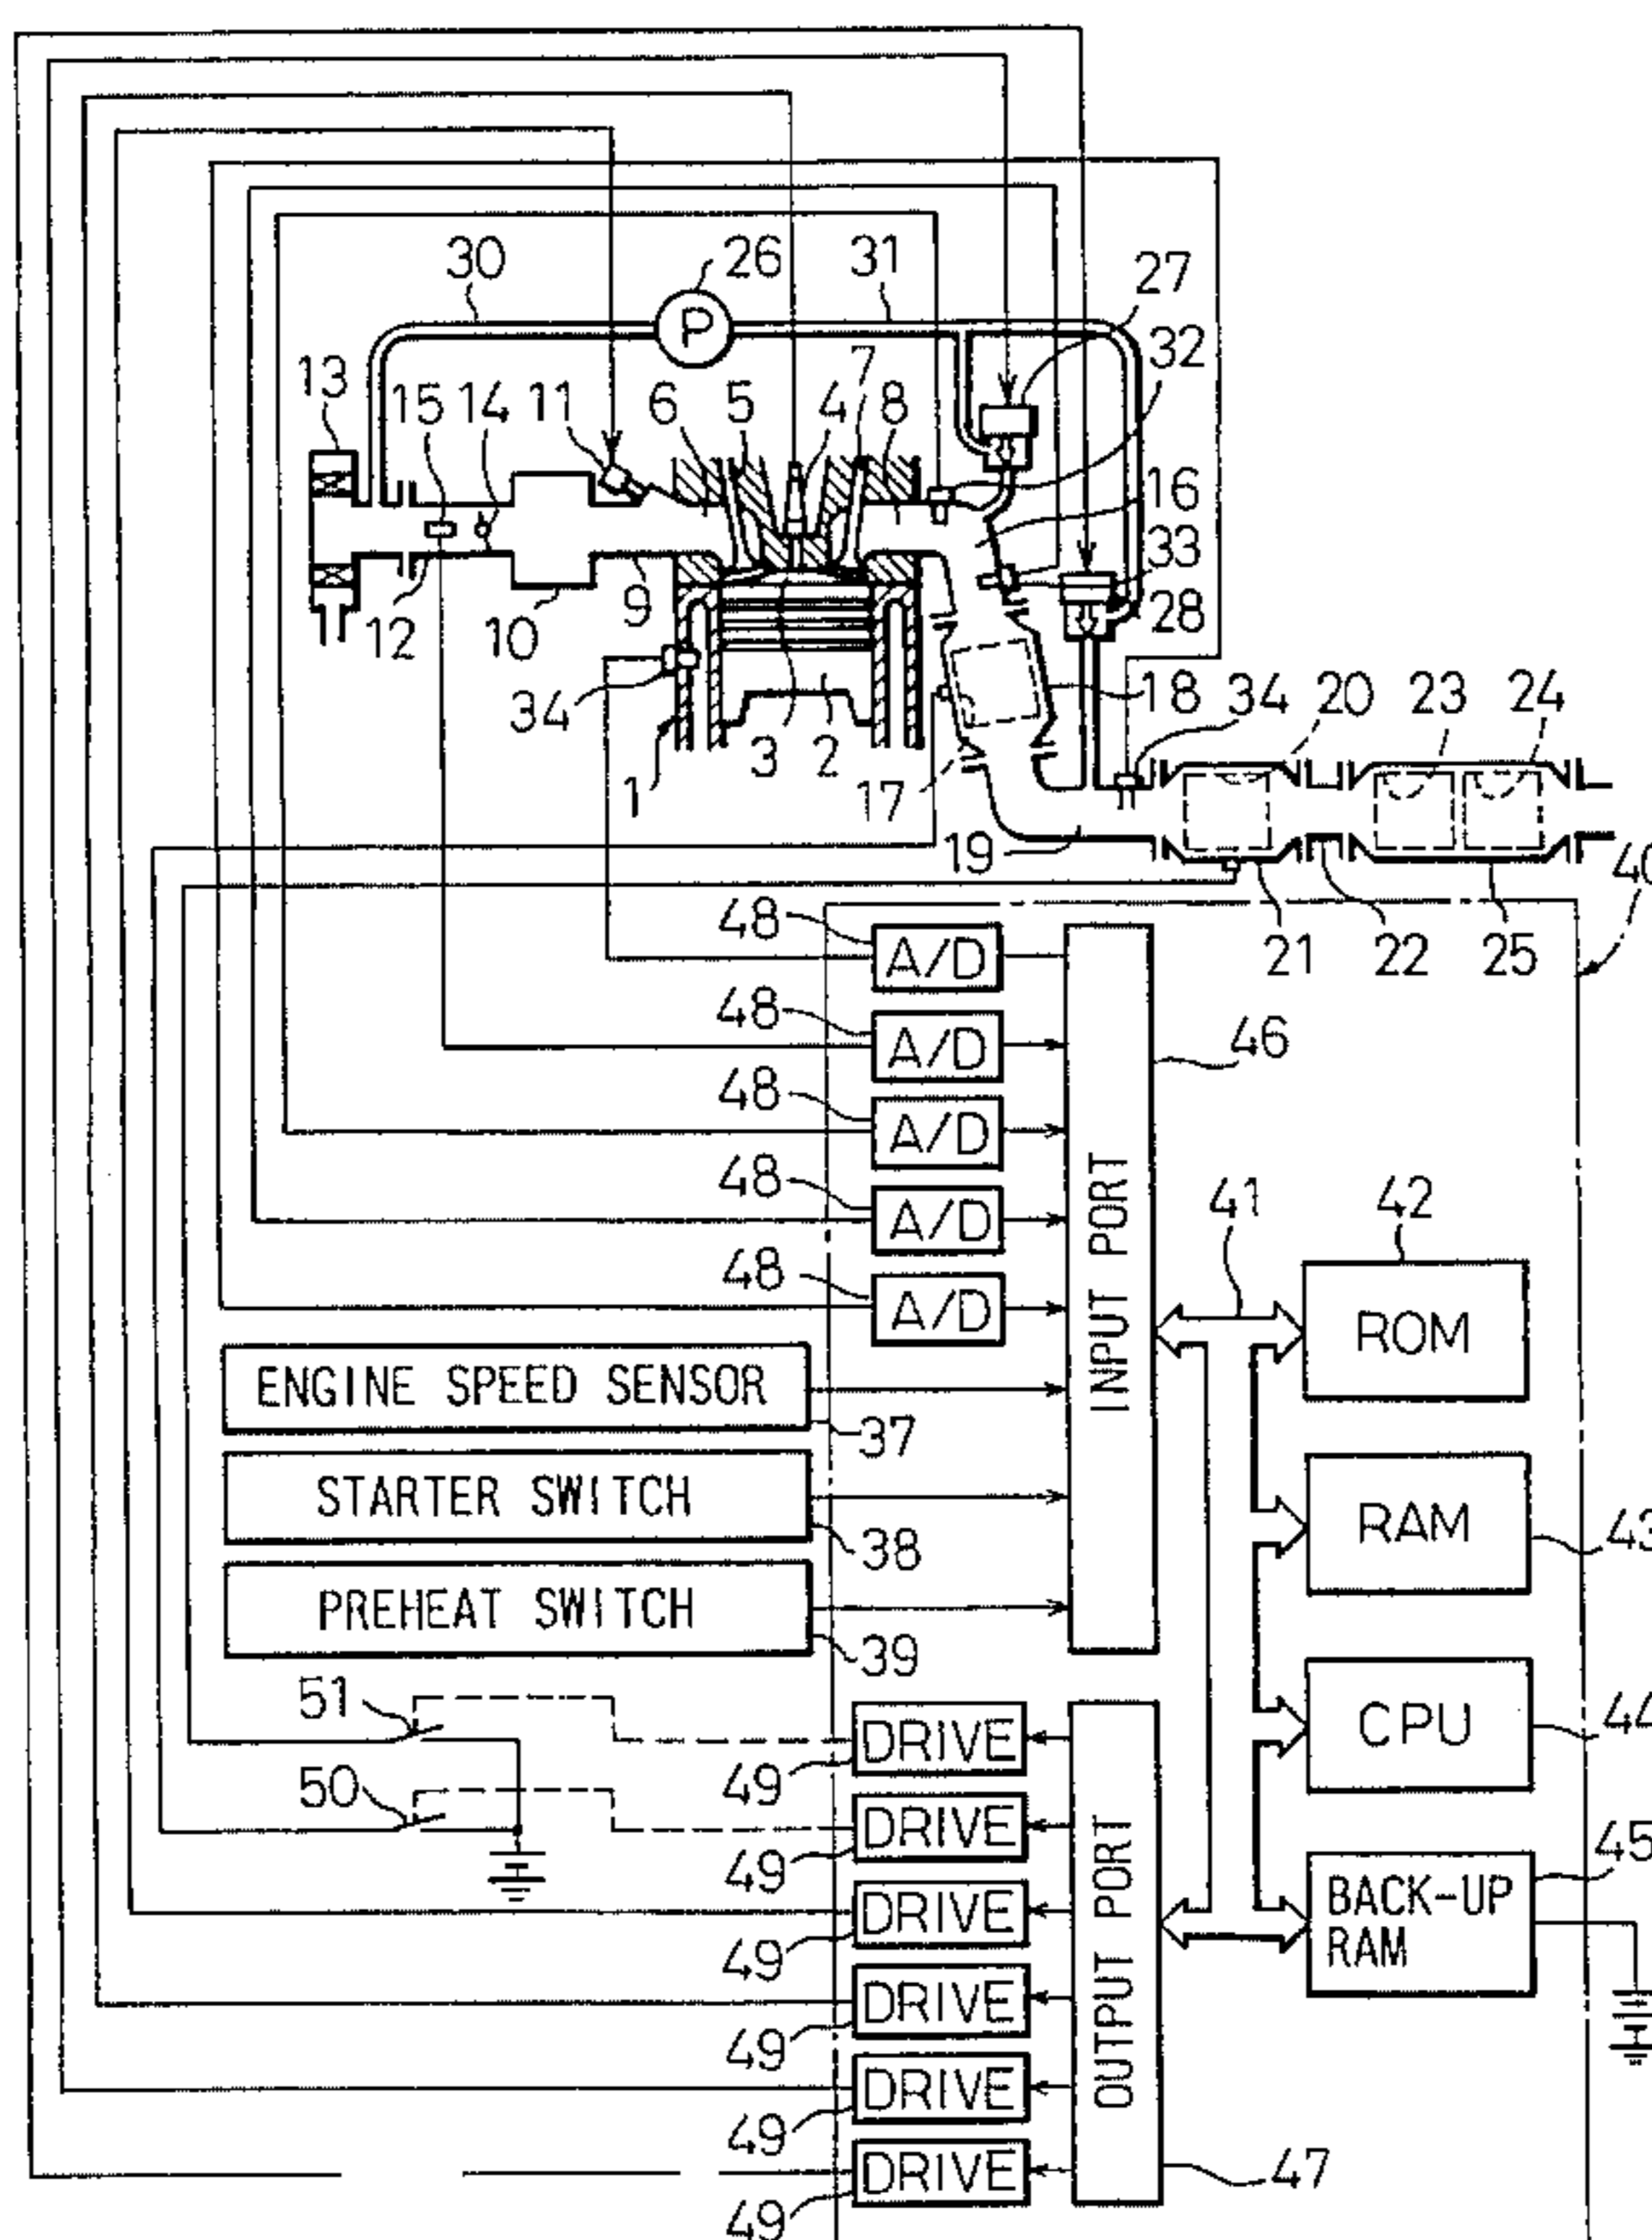 30 26 31 27
P
32
13 15 14 11 6 5 7 4 8
16
33
12 10 9 28
34 3 2 18 20 34 23 24
1 17 19
40
21 22 25
48 A/D
48 A/D 46
48 A/D
48 A/D
48 A/D
INPUT PORT
41 42
ROM
ENGINE SPEED SENSOR
37
STARTER SWITCH
38
RAM
43
PREHEAT SWITCH
39
51
DRIVE
49
CPU
44
50
DRIVE
49
DRIVE
49
OUTPUT PORT
45
BACK-UP
RAM
DRIVE
49
DRIVE
49
DRIVE
49
47